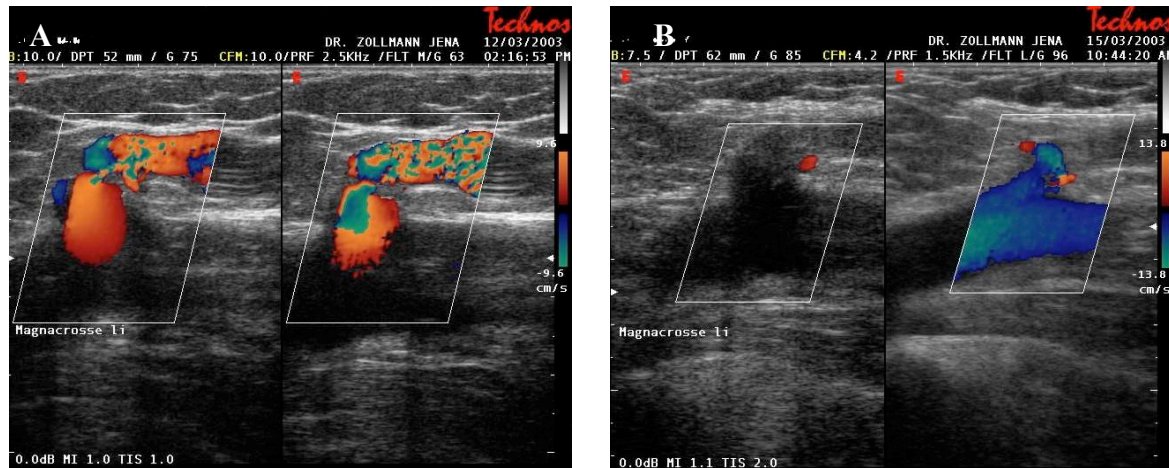 A
Technos
DR. ZOLLMANN JENA 12/03/2003
B:10.0/ DPT 52 mm / G 75 CFM:10.0/PRF 2.5KHz /FLT M/G 63 02:16:53 PM
9.6
-9.6
cm/s
Magnacrosse li
0.0dB MI 1.0 TIS 1.0
B
Technos
DR. ZOLLMANN JENA 15/03/2003
B:7.5 / DPT 62 mm / G 85 CFM:4.2 /PRF 1.5KHz /FLT L/G 96 10:44:20 A
13.8
-13.8
cm/s
Magnacrosse li
0.0dB MI 1.1 TIS 2.0